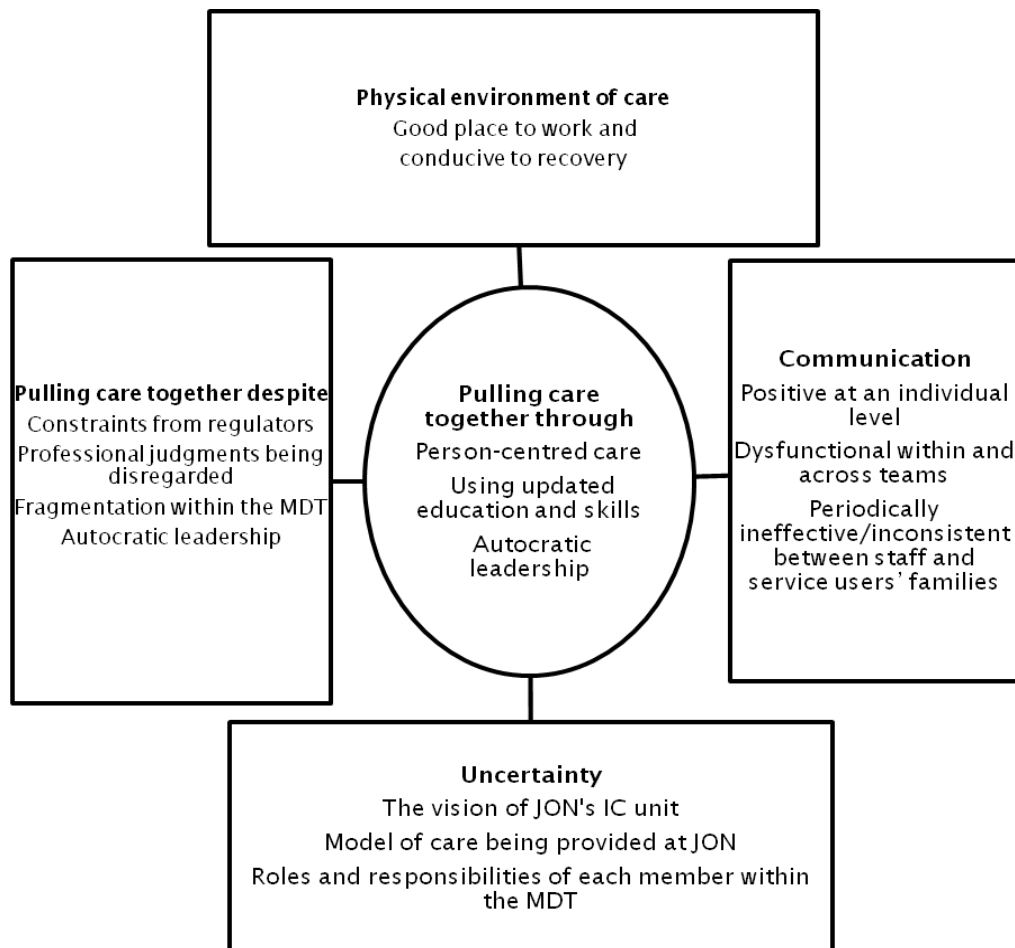 Physical environment of care
Good place to work and
conducive to recovery
Pulling care together despite
Constraints from regulators
Professional judgments being
disregarded
Fragmentation within the MDT
Autocratic leadership
Pulling care
together through
Person-centred care
Using updated
education and skills
Autocratic
leadership
Communication
Positive at an individual
level
Dysfunctional within and
across teams
Periodically
ineffective/inconsistent
between staff and
service users’ families
Uncertainty
The vision of JON's IC unit
Model of care being provided at JON
Roles and responsibilities of each member within
the MDT